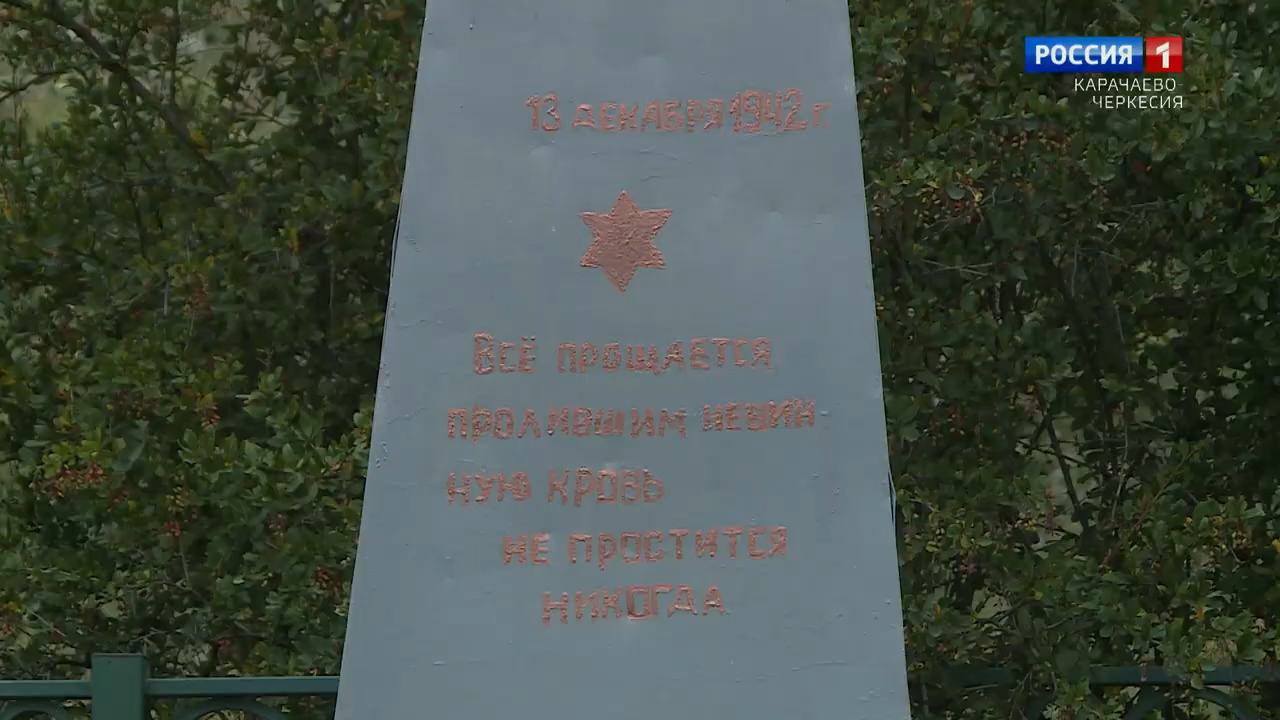 РОССИЯ 1
КАРАЧАЕВО
ЧЕРКЕСИЯ
13 декабря 1942 г.
Всё прощается
пролившим невин
ную кровь
не простится
никогда